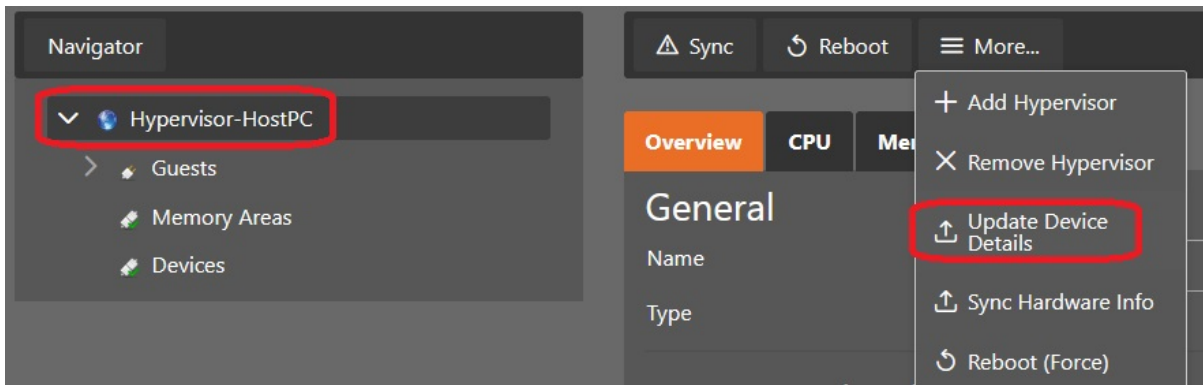 Navigator
Sync
Reboot
More...
Hypervisor-HostPC
Guests
Memory Areas
Devices
Overview
CPU
General
Name
Type
Add Hypervisor
Remove Hypervisor
Update Device
Details
Sync Hardware Info
Reboot (Force)